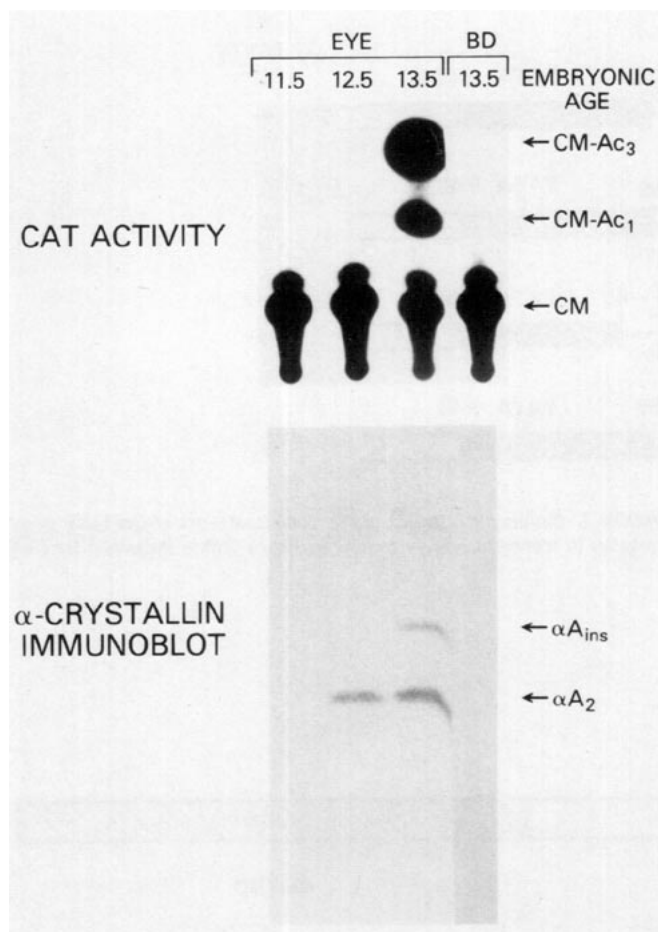 EYE BD
11.5 12.5 13.5 13.5 EMBRYONIC AGE
←CM-Ac₃
←CM-Ac₁
CAT ACTIVITY
←CM
α-CRYSTALLIN
IMMUNOBLOT
←αAins
←αA₂